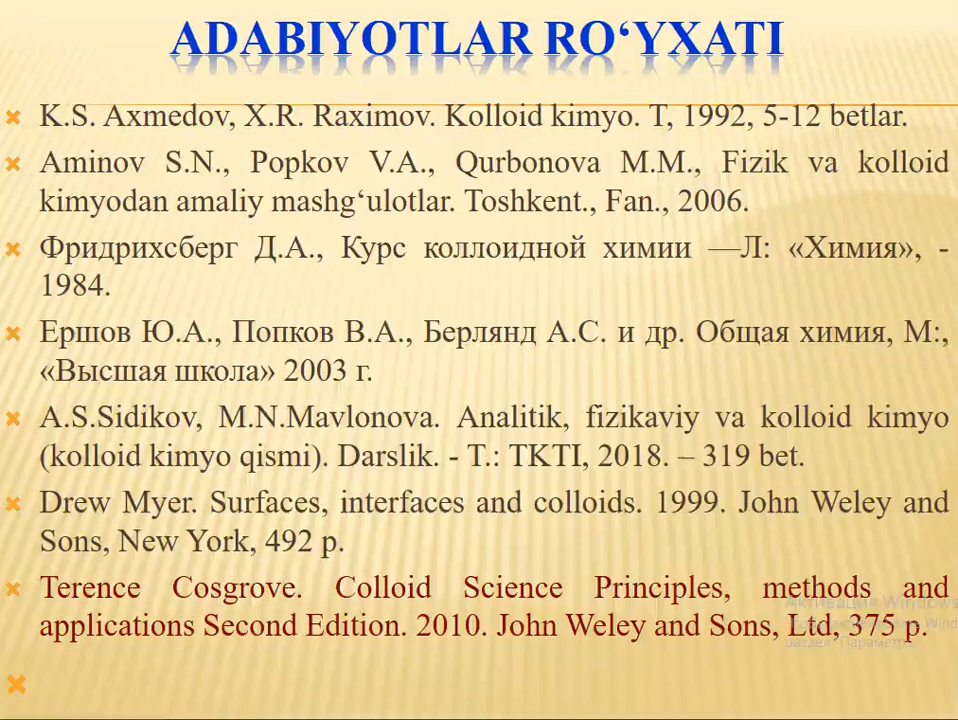 ADABIYOTLAR RO‘YXATI
K.S. Axmedov, X.R. Raximov. Kolloid kimyo. T, 1992, 5-12 betlar.
Aminov S.N., Popkov V.A., Qurbonova M.M., Fizik va kolloid
kimyodan amaliy mashg‘ulotlar. Toshkent., Fan., 2006.
Фридрихсберг Д.А., Курс коллоидной химии —Л: «Химия», -
1984.
Ершов Ю.А., Попков В.А., Берлянд А.С. и др. Общая химия, М:,
«Высшая школа» 2003 г.
A.S.Sidikov, M.N.Mavlonova. Analitik, fizikaviy va kolloid kimyo
(kolloid kimyo qismi). Darslik. - T.: TKTI, 2018. – 319 bet.
Drew Myer. Surfaces, interfaces and colloids. 1999. John Weley and
Sons, New York, 492 p.
Terence Cosgrove. Colloid Science Principles, methods and
applications Second Edition. 2010. John Weley and Sons, Ltd, 375 p.
Активация Windows
раздел "Параметры